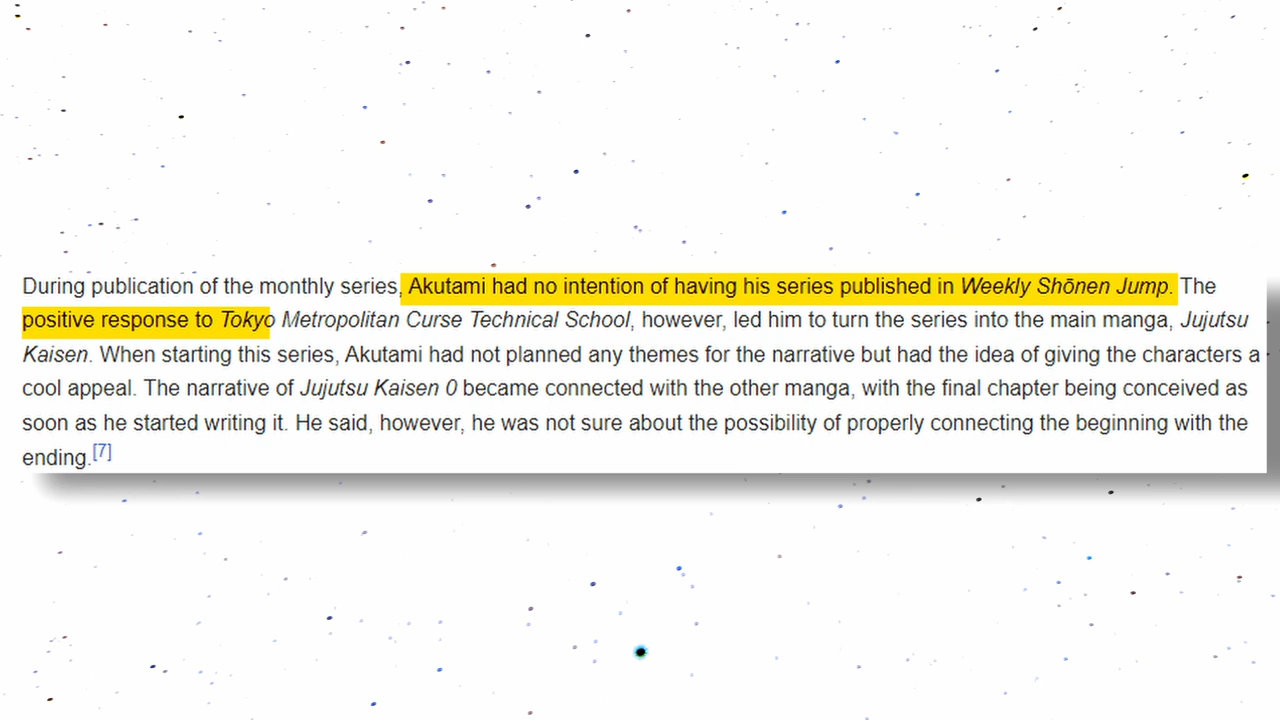 During publication of the monthly series, Akutami had no intention of having his series published in Weekly Shōnen Jump. The
positive response to Tokyo Metropolitan Curse Technical School, however, led him to turn the series into the main manga, Jujutsu
Kaisen. When starting this series, Akutami had not planned any themes for the narrative but had the idea of giving the characters a
cool appeal. The narrative of Jujutsu Kaisen 0 became connected with the other manga, with the final chapter being conceived as
soon as he started writing it. He said, however, he was not sure about the possibility of properly connecting the beginning with the
ending.[7]